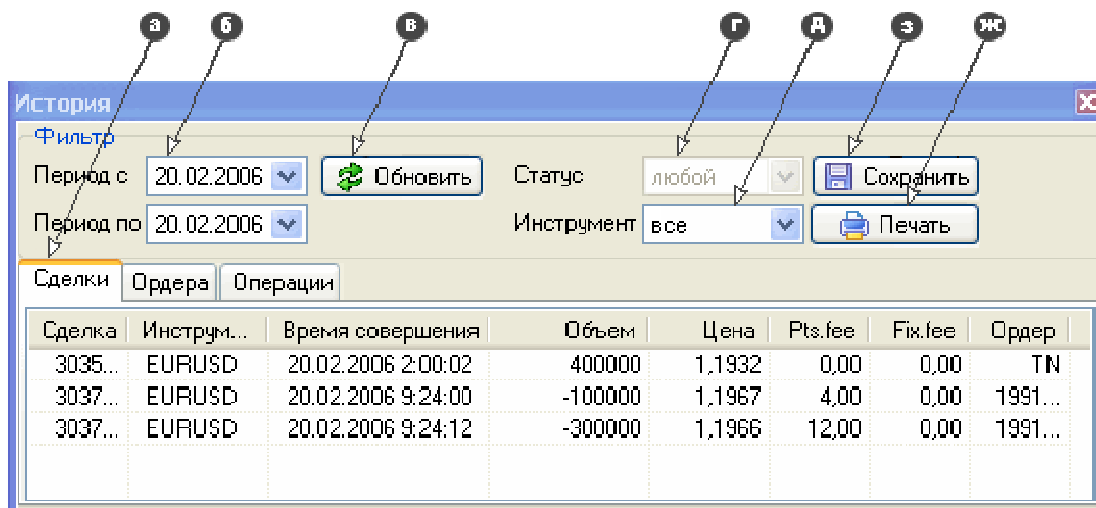 а б в г д з ж
История
Фильтр
Период с 20.02.2006 Обновить Статус любой Сохранить
Период по 20.02.2006 Инструмент все Печать
Сделки Ордера Операции
Сделка Инструм... Время совершения Объем Цена Pts.fee Fix.fee Ордер
3035... EURUSD 20.02.2006 2:00:02 400000 1,1932 0,00 0,00 TN
3037... EURUSD 20.02.2006 9:24:00 -100000 1,1967 4,00 0,00 1991...
3037... EURUSD 20.02.2006 9:24:12 -300000 1,1966 12,00 0,00 1991...